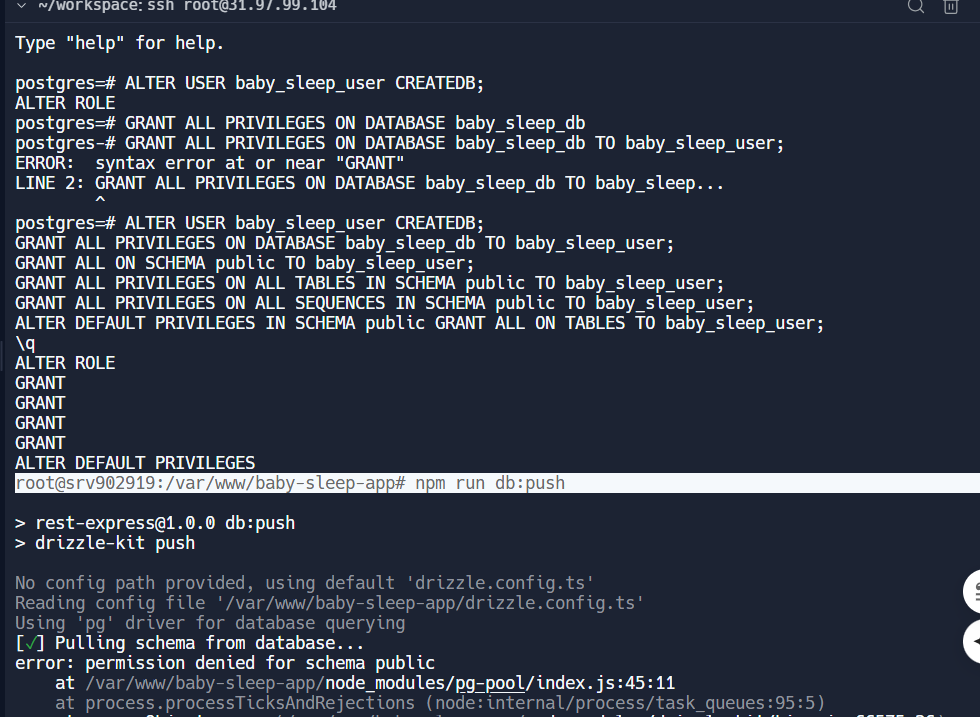 ~/workspace: ssh root@31.97.99.104
Type "help" for help.
postgres=# ALTER USER baby_sleep_user CREATEDB;
ALTER ROLE
postgres=# GRANT ALL PRIVILEGES ON DATABASE baby_sleep_db
postgres-# GRANT ALL PRIVILEGES ON DATABASE baby_sleep_db TO baby_sleep_user;
ERROR:  syntax error at or near "GRANT"
LINE 2: GRANT ALL PRIVILEGES ON DATABASE baby_sleep_db TO baby_sleep...
^
postgres=# ALTER USER baby_sleep_user CREATEDB;
GRANT ALL PRIVILEGES ON DATABASE baby_sleep_db TO baby_sleep_user;
GRANT ALL ON SCHEMA public TO baby_sleep_user;
GRANT ALL PRIVILEGES ON ALL TABLES IN SCHEMA public TO baby_sleep_user;
GRANT ALL PRIVILEGES ON ALL SEQUENCES IN SCHEMA public TO baby_sleep_user;
ALTER DEFAULT PRIVILEGES IN SCHEMA public GRANT ALL ON TABLES TO baby_sleep_user;
\q
ALTER ROLE
GRANT
GRANT
GRANT
GRANT
ALTER DEFAULT PRIVILEGES
root@srv902919:/var/www/baby-sleep-app# npm run db:push
> rest-express@1.0.0 db:push
> drizzle-kit push
No config path provided, using default 'drizzle.config.ts'
Reading config file '/var/www/baby-sleep-app/drizzle.config.ts'
Using 'pg' driver for database querying
[✓] Pulling schema from database...
error: permission denied for schema public
at /var/www/baby-sleep-app/node_modules/pg-pool/index.js:45:11
at process.processTicksAndRejections (node:internal/process/task_queues:95:5)